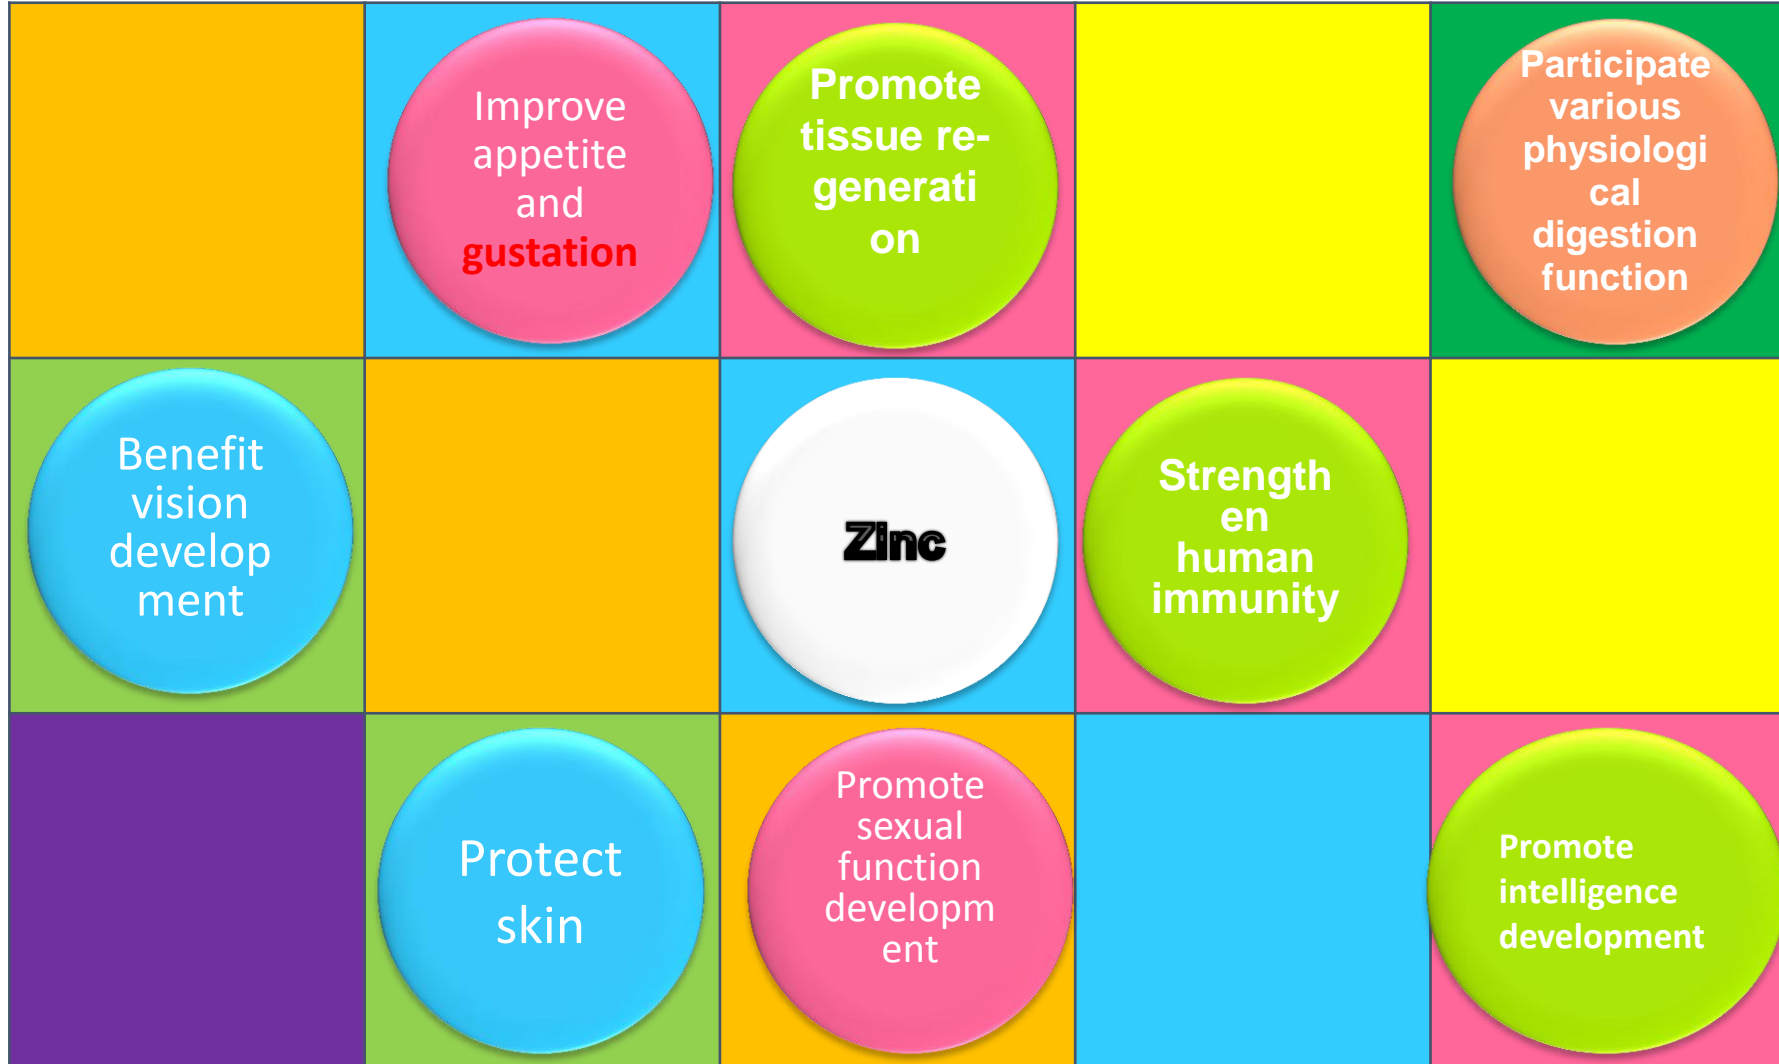 Improve
appetite
and
gustation
Promote
tissue re-
generati
on
Participate
various
physiologi
cal
digestion
function
Benefit
vision
develop
ment
Zinc
Strength
en
human
immunity
Protect
skin
Promote
sexual
function
developm
ent
Promote
intelligence
development